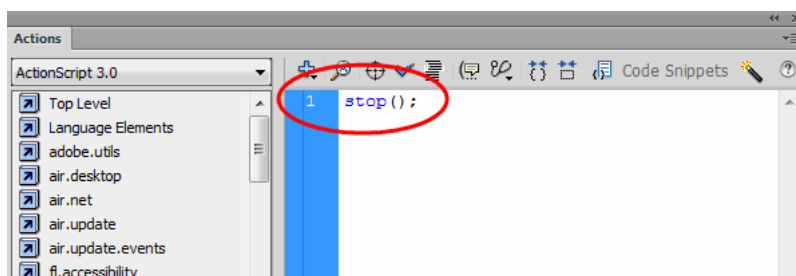 Actions
ActionScript 3.0
Code Snippets
Top Level
Language Elements
adobe.utils
air.desktop
air.net
air.update
air.update.events
fl.accessibility
1 stop();